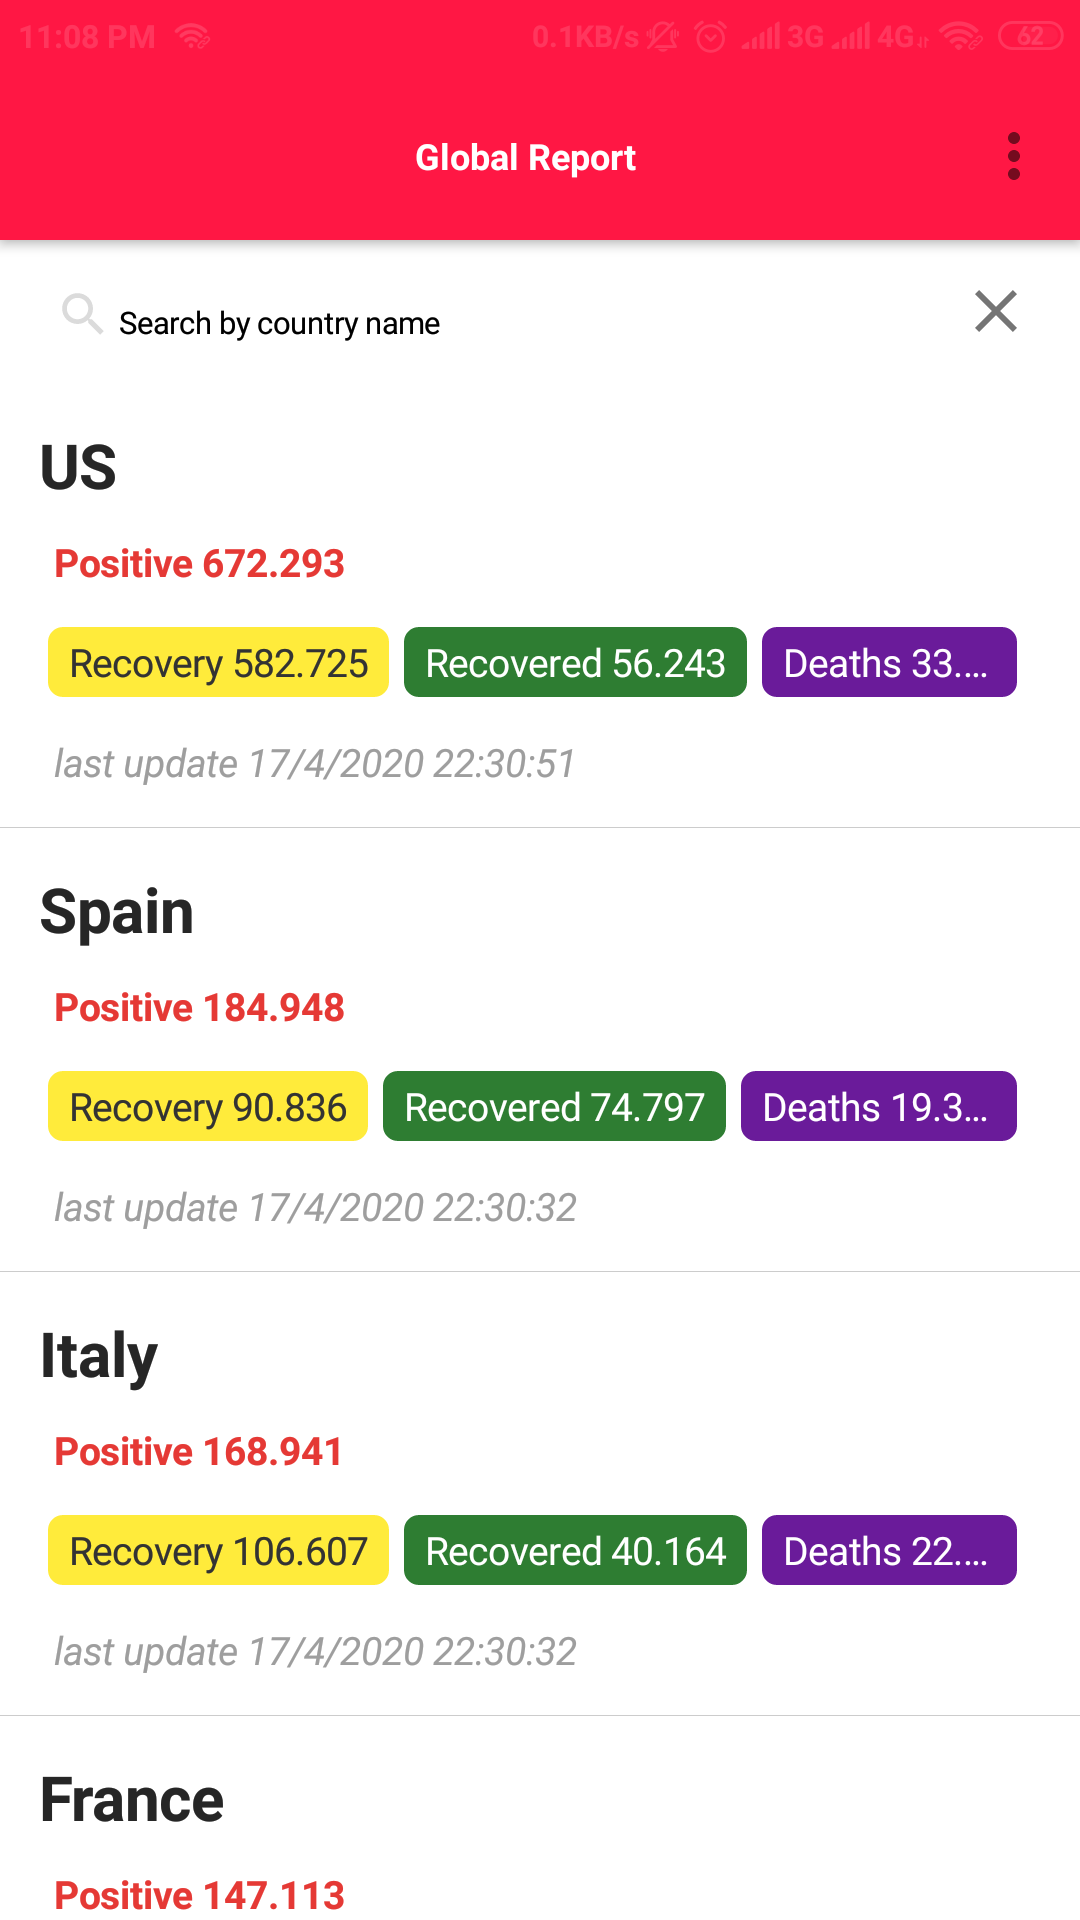 11:08 PM 0.1KB/s 3G 4G 62
Global Report
Search by country name
US
Positive 672.293
Recovery 582.725 Recovered 56.243 Deaths 33....
last update 17/4/2020 22:30:51
Spain
Positive 184.948
Recovery 90.836 Recovered 74.797 Deaths 19.3...
last update 17/4/2020 22:30:32
Italy
Positive 168.941
Recovery 106.607 Recovered 40.164 Deaths 22....
last update 17/4/2020 22:30:32
France
Positive 147.113